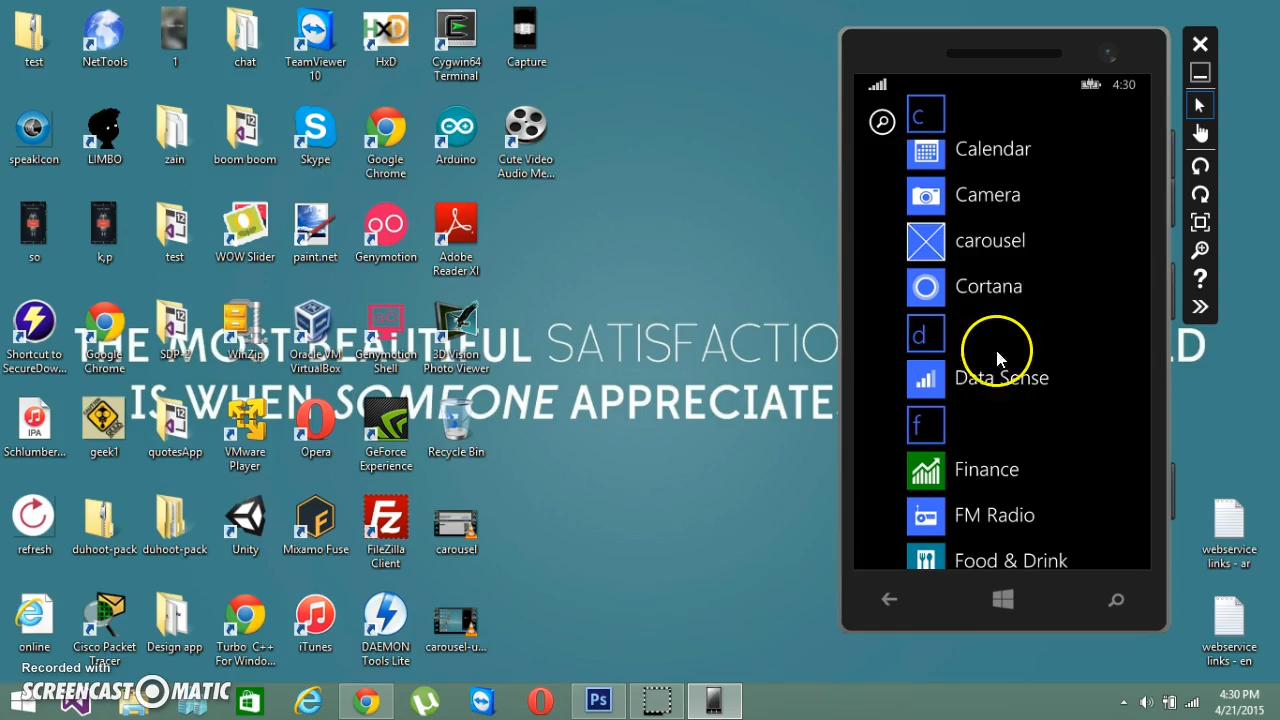 test
NetTools
1
chat
TeamViewer
10
HxD
Cygwin64
Terminal
Capture
speakIcon
LIMBO
zain
boom boom
Skype
Google
Chrome
Arduino
Cute Video
Audio Me...
so
k,p
test
WOW Slider
paint.net
Genymotion
Adobe
Reader XI
Shortcut to
SecureDow...
Google
Chrome
SDP-2
WinZip
Oracle VM
VirtualBox
Genymotion
Shell
3D Vision
Photo Viewer
THE MOST BEAUTIFUL SATISFACTIO
D
IS WHEN SOMEONE APPRECIATE
Schlumber...
geek1
quotesApp
VMware
Player
Opera
GeForce
Experience
Recycle Bin
refresh
duhoot-pack
duhoot-pack
Unity
Mixamo Fuse
FileZilla
Client
carousel
online
Cisco Packet
Tracer
Design app
Turbo C++
For Windo...
iTunes
DAEMON
Tools Lite
carousel-u...
4:30
c
Calendar
Camera
carousel
Cortana
d
Data Sense
f
Finance
FM Radio
Food & Drink
webservice
links - ar
webservice
links - en
Recorded with
SCREENCAST O MATIC
4:30 PM
4/21/2015